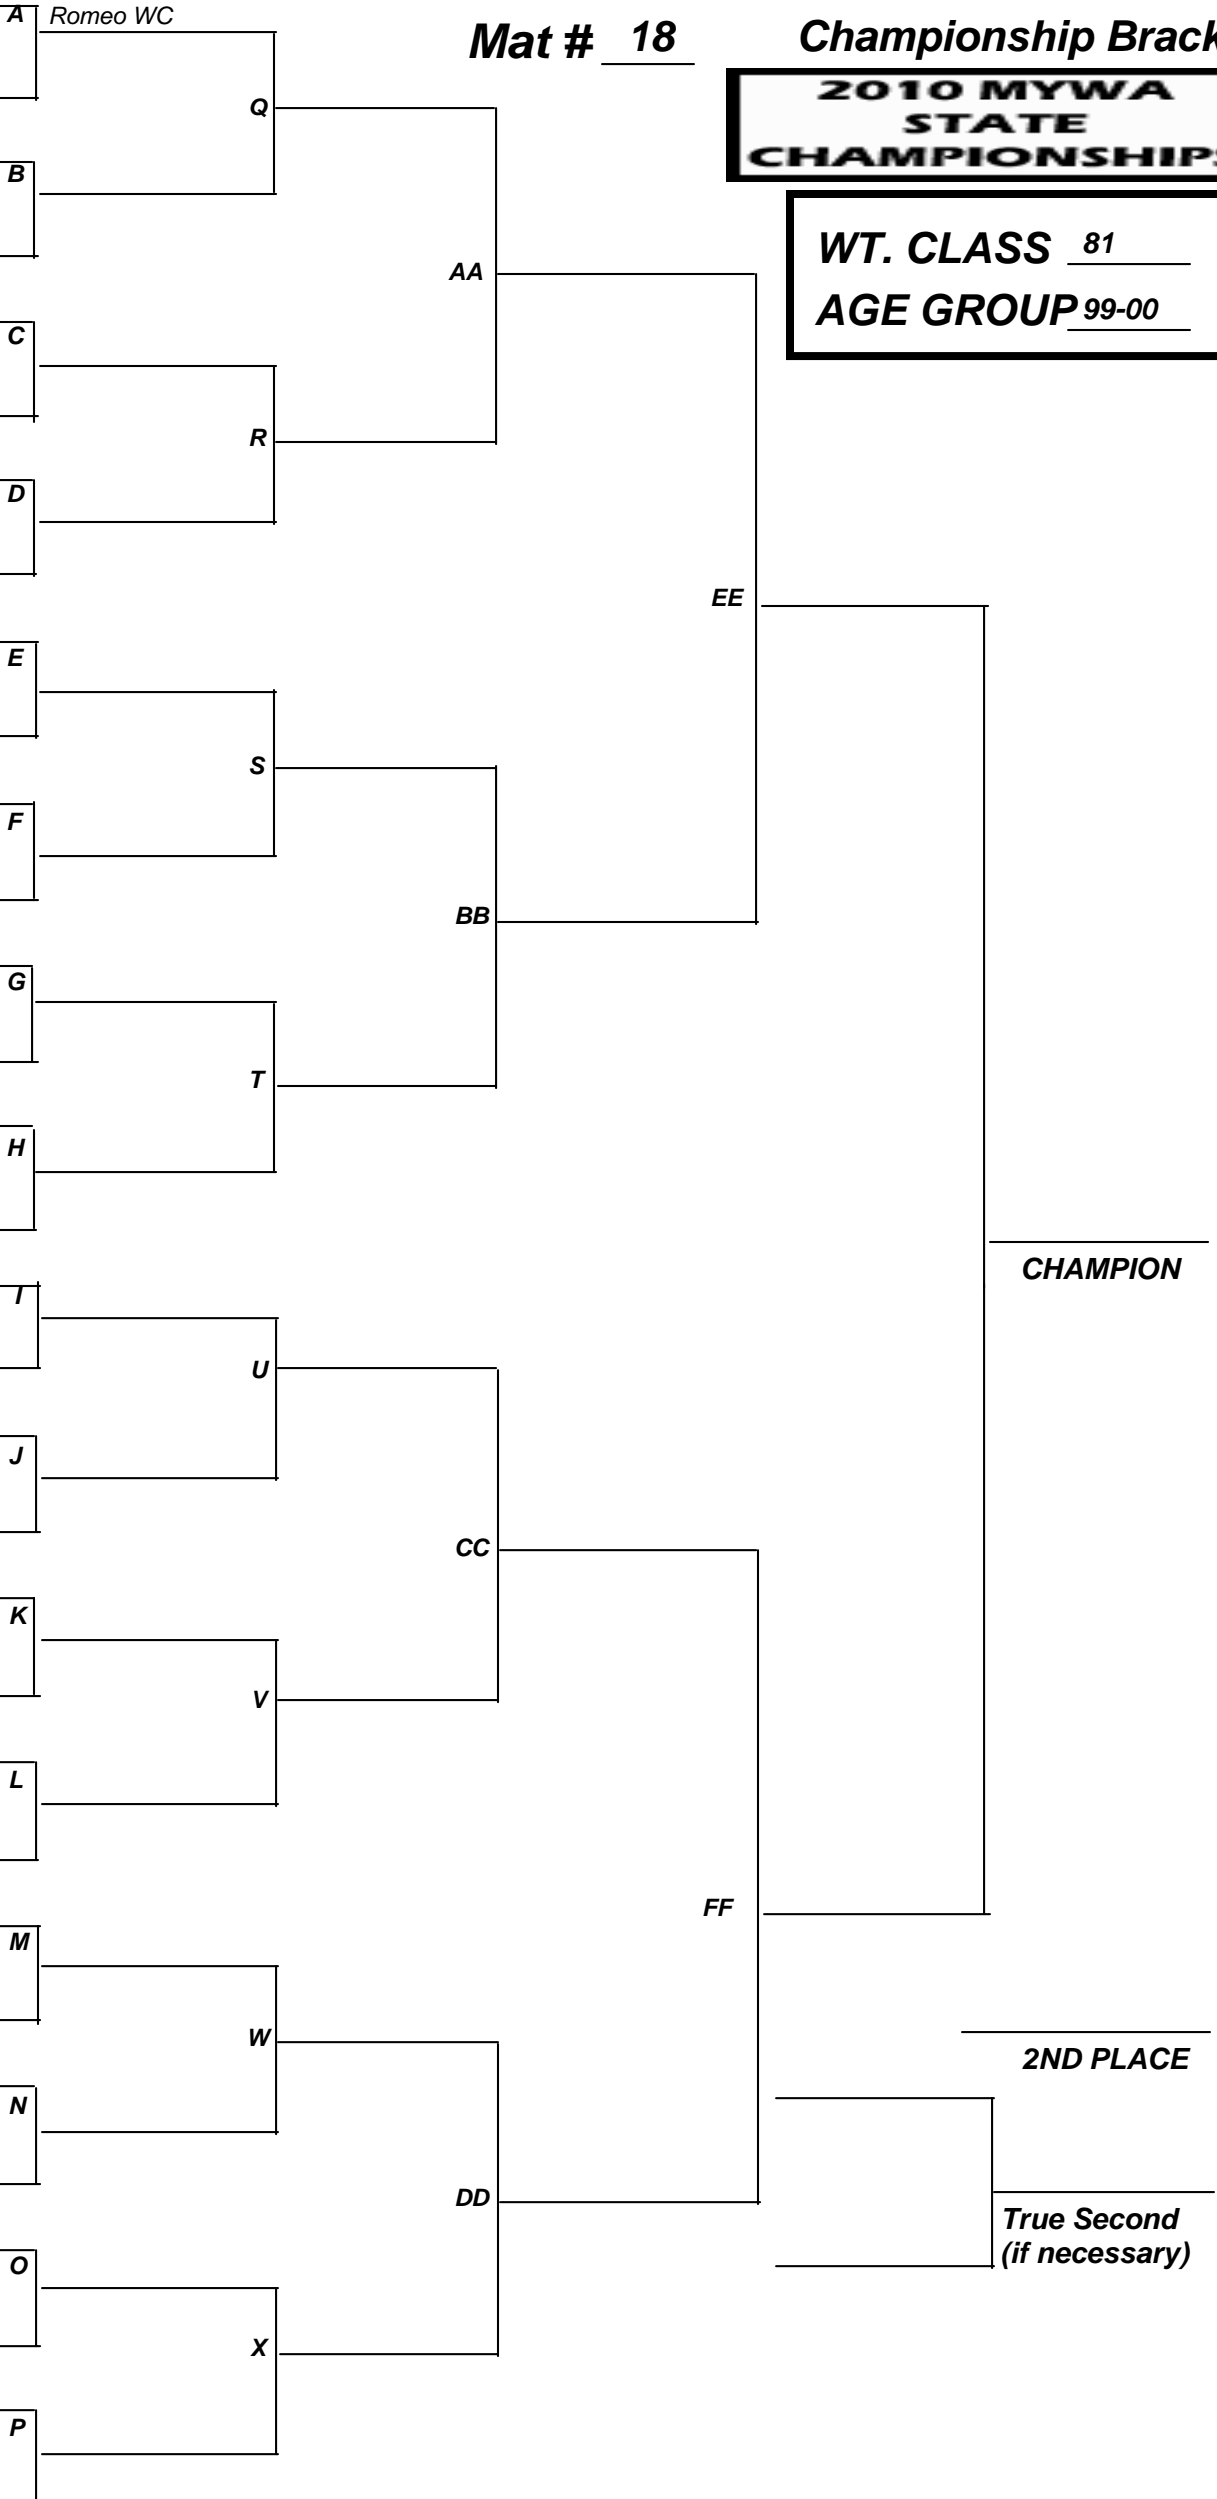 A Romeo WC
Mat # 18 Championship Brack
2010 MYWA
STATE
CHAMPIONSHIPS
Q
B
WT. CLASS 81
AA
AGE GROUP 99-00
C
R
D
EE
E
S
F
BB
G
T
H
CHAMPION
I
U
J
CC
K
V
L
FF
M
W
2ND PLACE
N
DD
True Second
(if necessary)
O
X
P